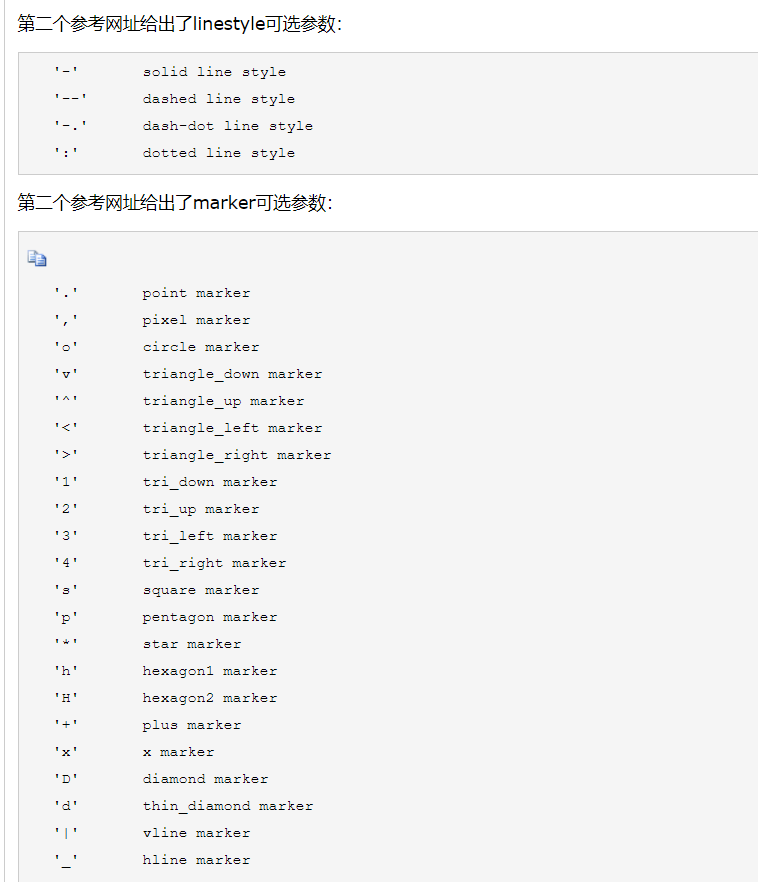 第二个参考网址给出了linestyle可选参数:
'-' solid line style
'--' dashed line style
'-.' dash-dot line style
':' dotted line style
第二个参考网址给出了marker可选参数:
'.' point marker
',' pixel marker
'o' circle marker
'v' triangle_down marker
'^' triangle_up marker
'<' triangle_left marker
'>' triangle_right marker
'1' tri_down marker
'2' tri_up marker
'3' tri_left marker
'4' tri_right marker
's' square marker
'p' pentagon marker
'*' star marker
'h' hexagon1 marker
'H' hexagon2 marker
'+' plus marker
'x' x marker
'D' diamond marker
'd' thin_diamond marker
'|' vline marker
'_' hline marker